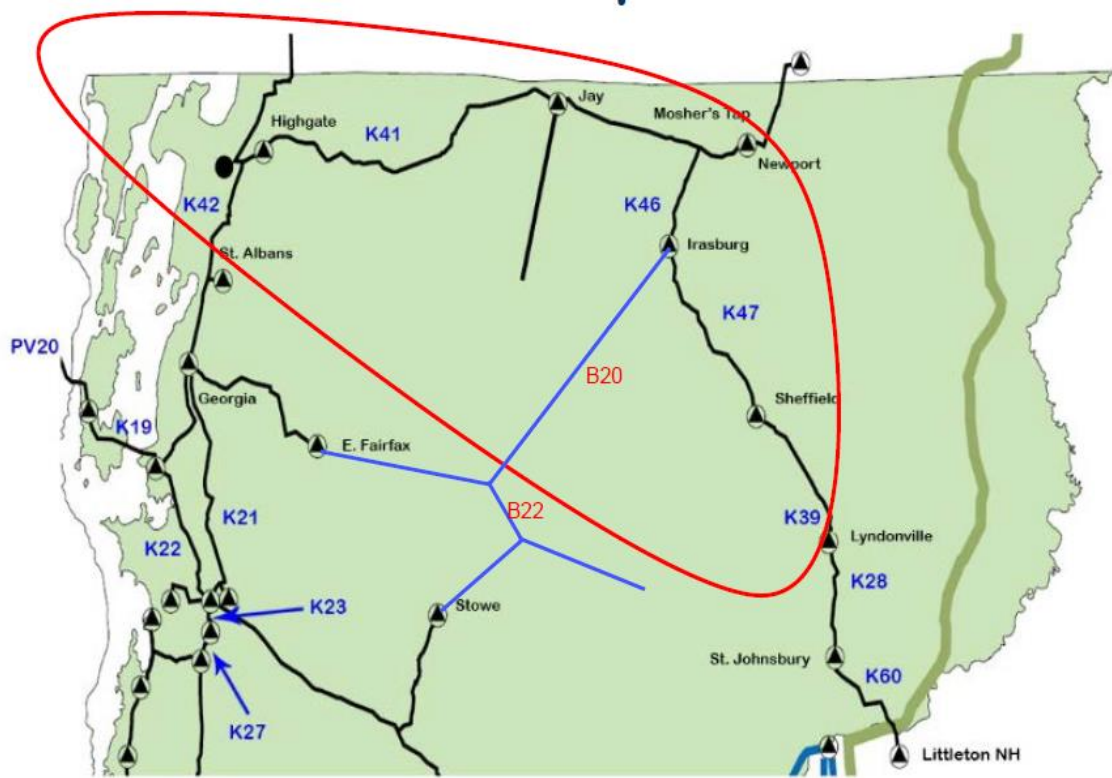 Jay
Mosher's Tap
Highgate
K41
Newport
K42
K46
Irasburg
St. Albans
K47
PV20
B20
Georgia
Sheffield
K19
E. Fairfax
B22
K21
K39
Lyndonville
K22
K28
K23
Stowe
St. Johnsbury
K60
K27
Littleton NH